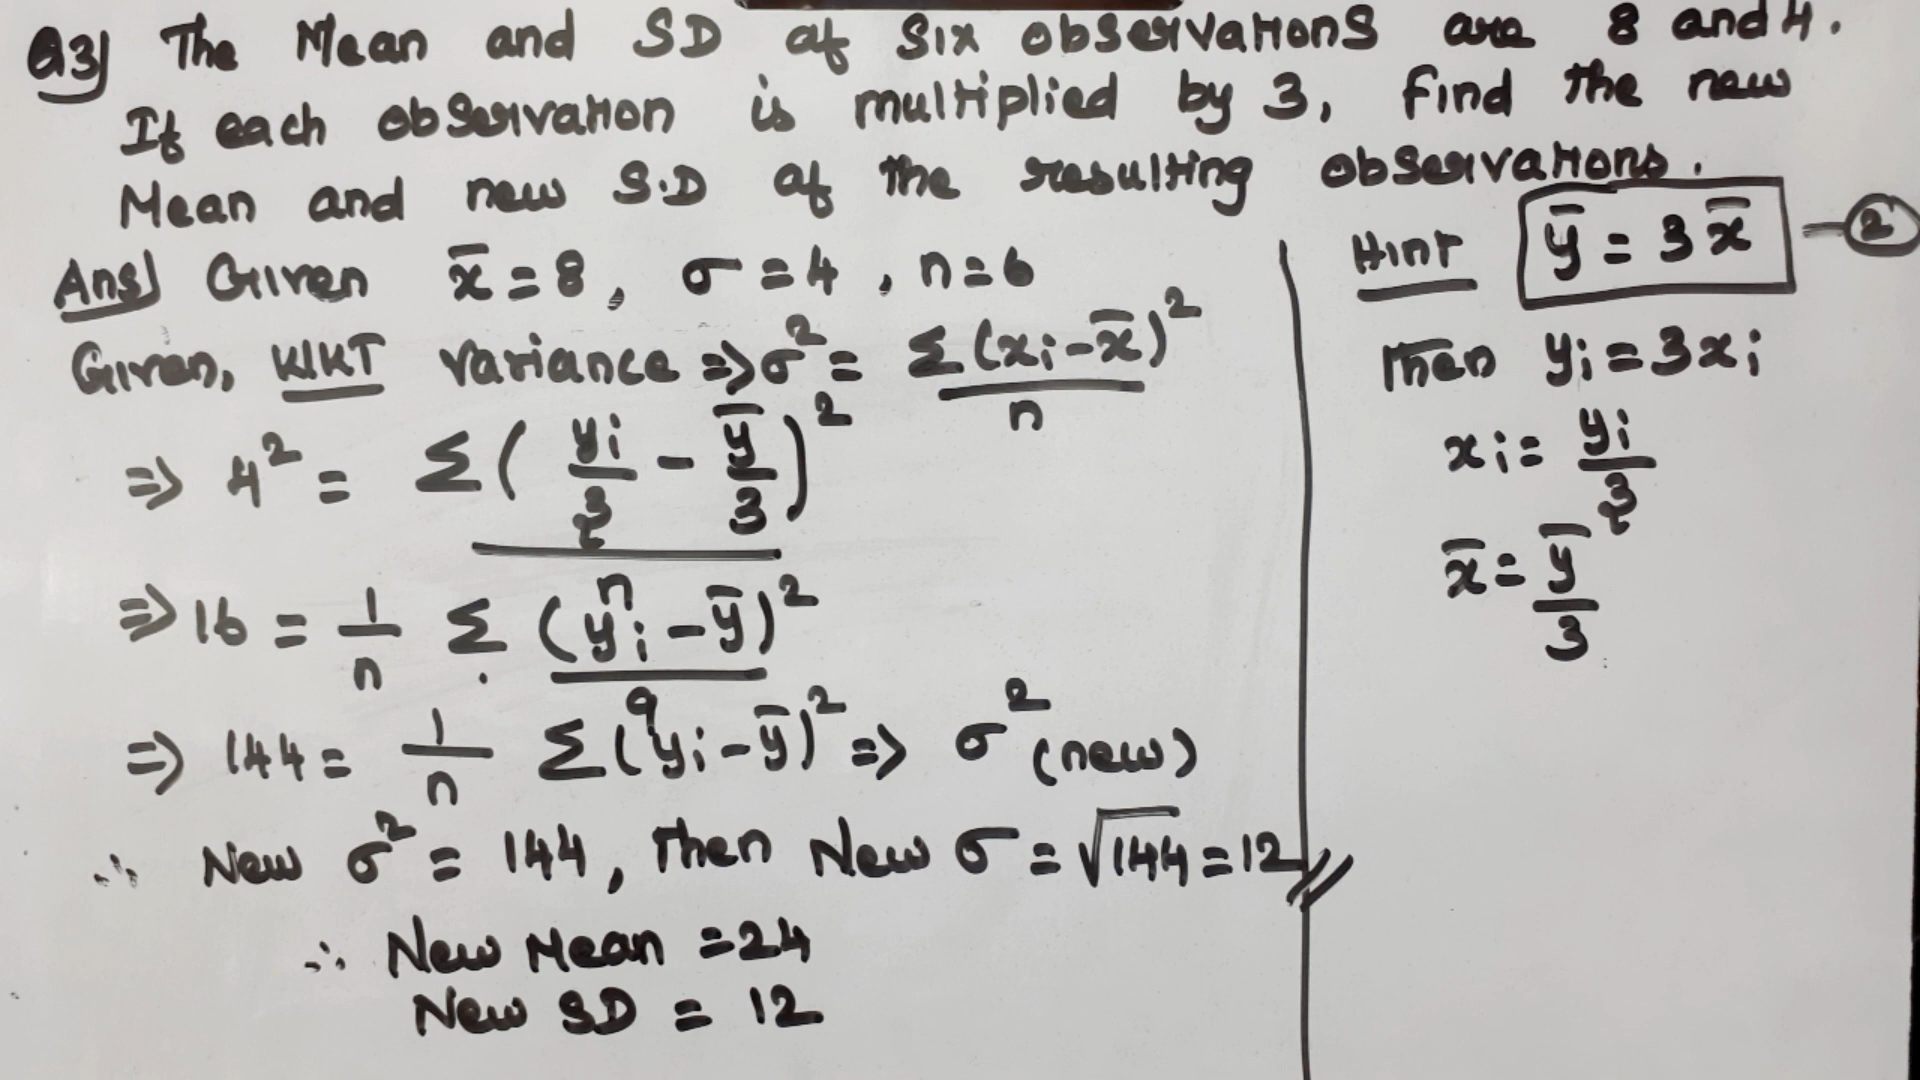 Q3) The Mean and SD of Six observations are 8 and 4.
If each observation is multiplied by 3, find the new
Mean and new S.D of the resulting observations.
Ans) Given x̄ = 8, σ = 4, n = 6
Given, WKT variance => σ² = Σ(xᵢ - x̄)² / n
=> 4² = Σ(yᵢ/3 - ȳ/3)² / n
=> 16 = 1/n Σ (yᵢ - ȳ)² / 9
=> 144 = 1/n Σ(yᵢ - ȳ)² => σ² (new)
∴ New σ² = 144, Then New σ = √144 = 12//
∴ New Mean = 24
New SD = 12
Hint ȳ = 3x̄ — ②
Then yᵢ = 3xᵢ
xᵢ = yᵢ/3
x̄ = ȳ/3